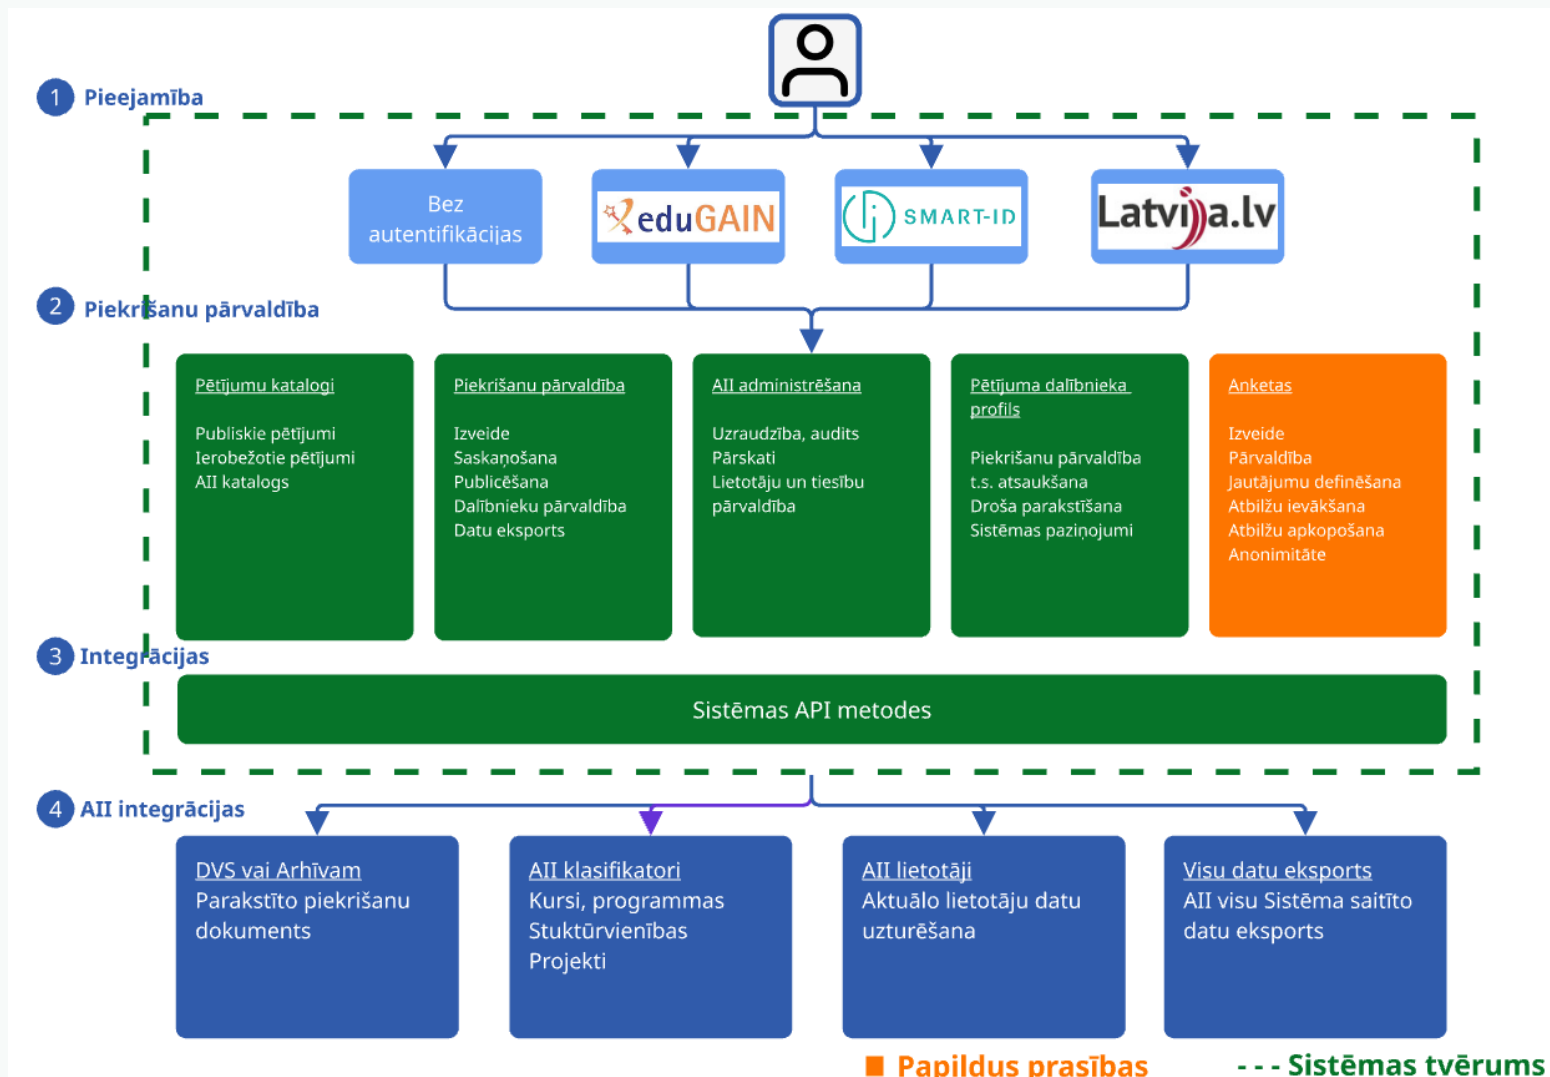 1 Pieejamība
Bez
autentifikācijas
eduGAIN
SMART-ID
Latvija.lv
2 Piekrišanu pārvaldība
Pētījumu katalogi
Publiskie pētījumi
Ierobežotie pētījumi
AII katalogs
Piekrišanu pārvaldība
Izveide
Saskaņošana
Publicēšana
Dalībnieku pārvaldība
Datu eksports
AII administrēšana
Uzraudzība, audits
Pārskati
Lietotāju un tiesību
pārvaldība
Pētījuma dalībnieka
profils
Piekrišanu pārvaldība
t.s. atsaukšana
Droša parakstīšana
Sistēmas paziņojumi
Anketas
Izveide
Pārvaldība
Jautājumu definēšana
Atbilžu ievākšana
Atbilžu apkopošana
Anonimitāte
3 Integrācijas
Sistēmas API metodes
4 AII integrācijas
DVS vai Arhīvam
Parakstīto piekrišanu
dokuments
AII klasifikatori
Kursi, programmas
Stuktūrvienības
Projekti
AII lietotāji
Aktuālo lietotāju datu
uzturēšana
Visu datu eksports
AII visu Sistēma saitīto
datu eksports
Papildus prasības
- - - Sistēmas tvērums